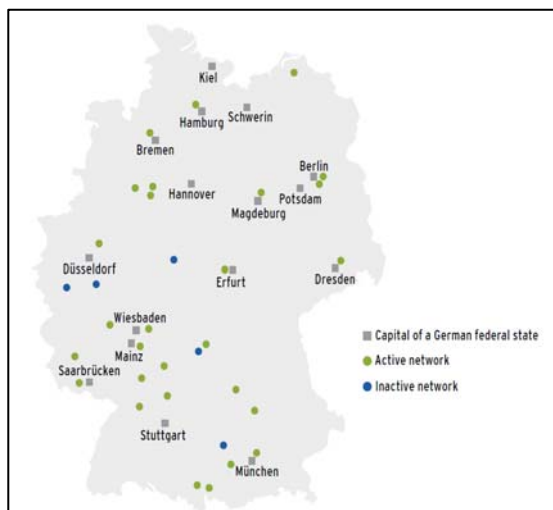 Kiel
Hamburg
Schwerin
Bremen
Berlin
Hannover
Potsdam
Magdeburg
Düsseldorf
Erfurt
Dresden
Wiesbaden
Mainz
Saarbrücken
Stuttgart
München
Capital of a German federal state
Active network
Inactive network